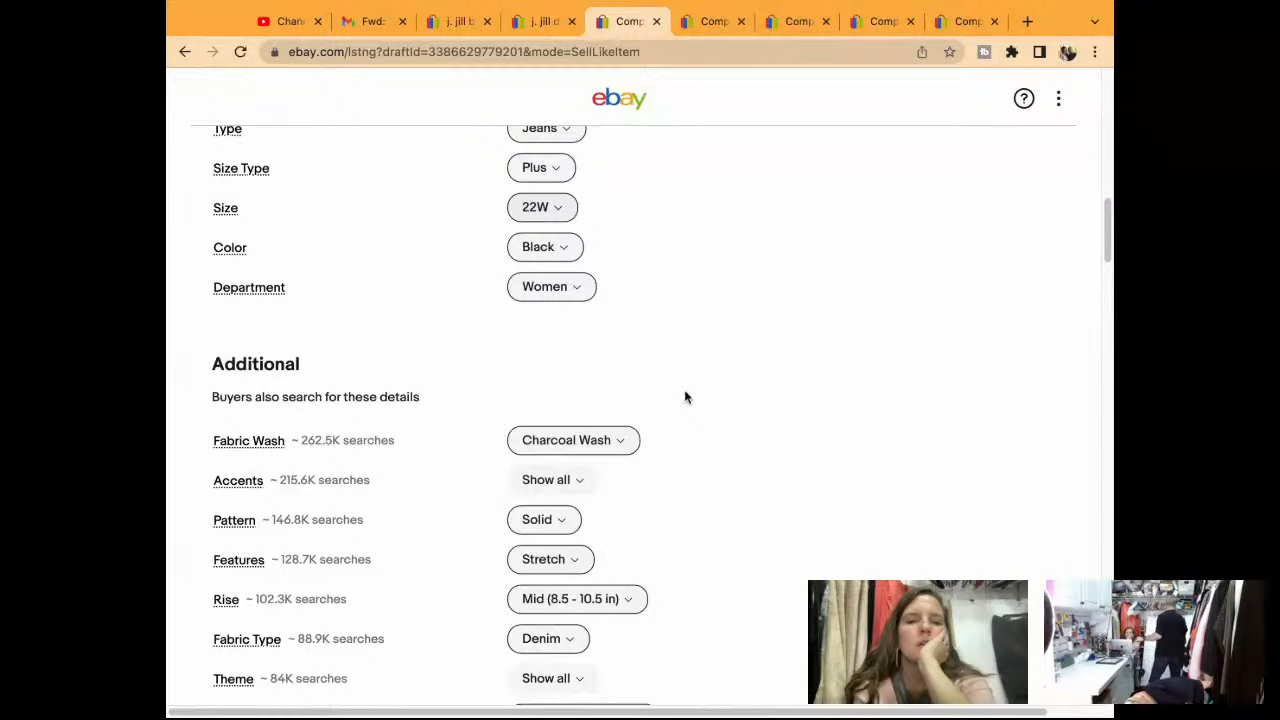 Chan
Fwd:
j. jill b
j. jill d
Comp
Comp
Comp
Comp
Comp
ebay.com/lstng?draftId=3386629779201&mode=SellLikeItem
ebay
Type Jeans
Size Type Plus
Size 22W
Color Black
Department Women
Additional
Buyers also search for these details
Fabric Wash ~ 262.5K searches Charcoal Wash
Accents ~ 215.6K searches Show all
Pattern ~ 146.8K searches Solid
Features ~ 128.7K searches Stretch
Rise ~ 102.3K searches Mid (8.5 - 10.5 in)
Fabric Type ~ 88.9K searches Denim
Theme ~ 84K searches Show all